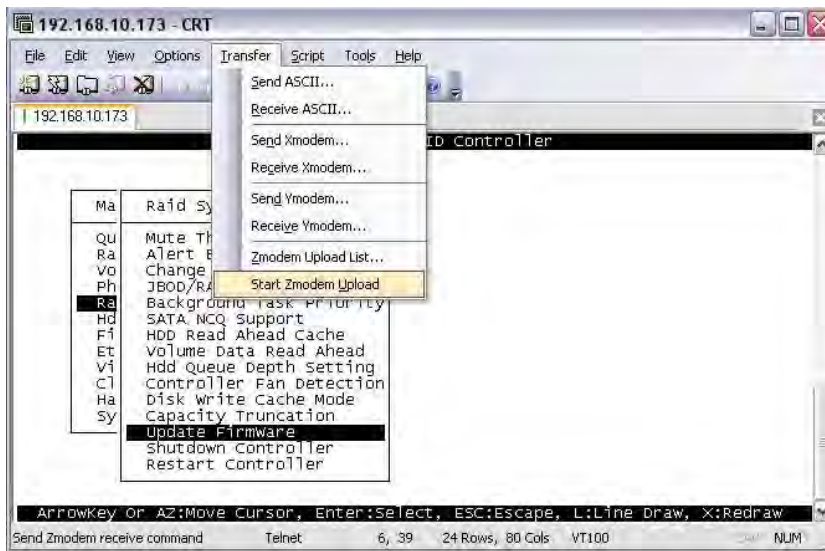 192.168.10.173 - CRT
File Edit View Options Transfer Script Tools Help
192.168.10.173
Send ASCII...
Receive ASCII...
Send Xmodem...
Receive Xmodem...
Send Ymodem...
Receive Ymodem...
Zmodem Upload List...
Start Zmodem Upload
ID Controller
Ma
Qu
Ra
Vo
Ph
Ra
Hd
Fi
Et
Vi
Cl
Ha
Sy
Raid Sy
Mute Th
Alert B
Change
JBOD/RA
Background Task Priority
SATA NCQ Support
HDD Read Ahead Cache
Volume Data Read Ahead
Hdd Queue Depth Setting
Controller Fan Detection
Disk Write Cache Mode
Capacity Truncation
Update FirmWare
Shutdown Controller
Restart Controller
ArrowKey Or AZ:Move Cursor, Enter:Select, ESC:Escape, L:Line Draw, X:Redraw
Send Zmodem receive command Telnet 6, 39 24 Rows, 80 Cols VT100 NUM